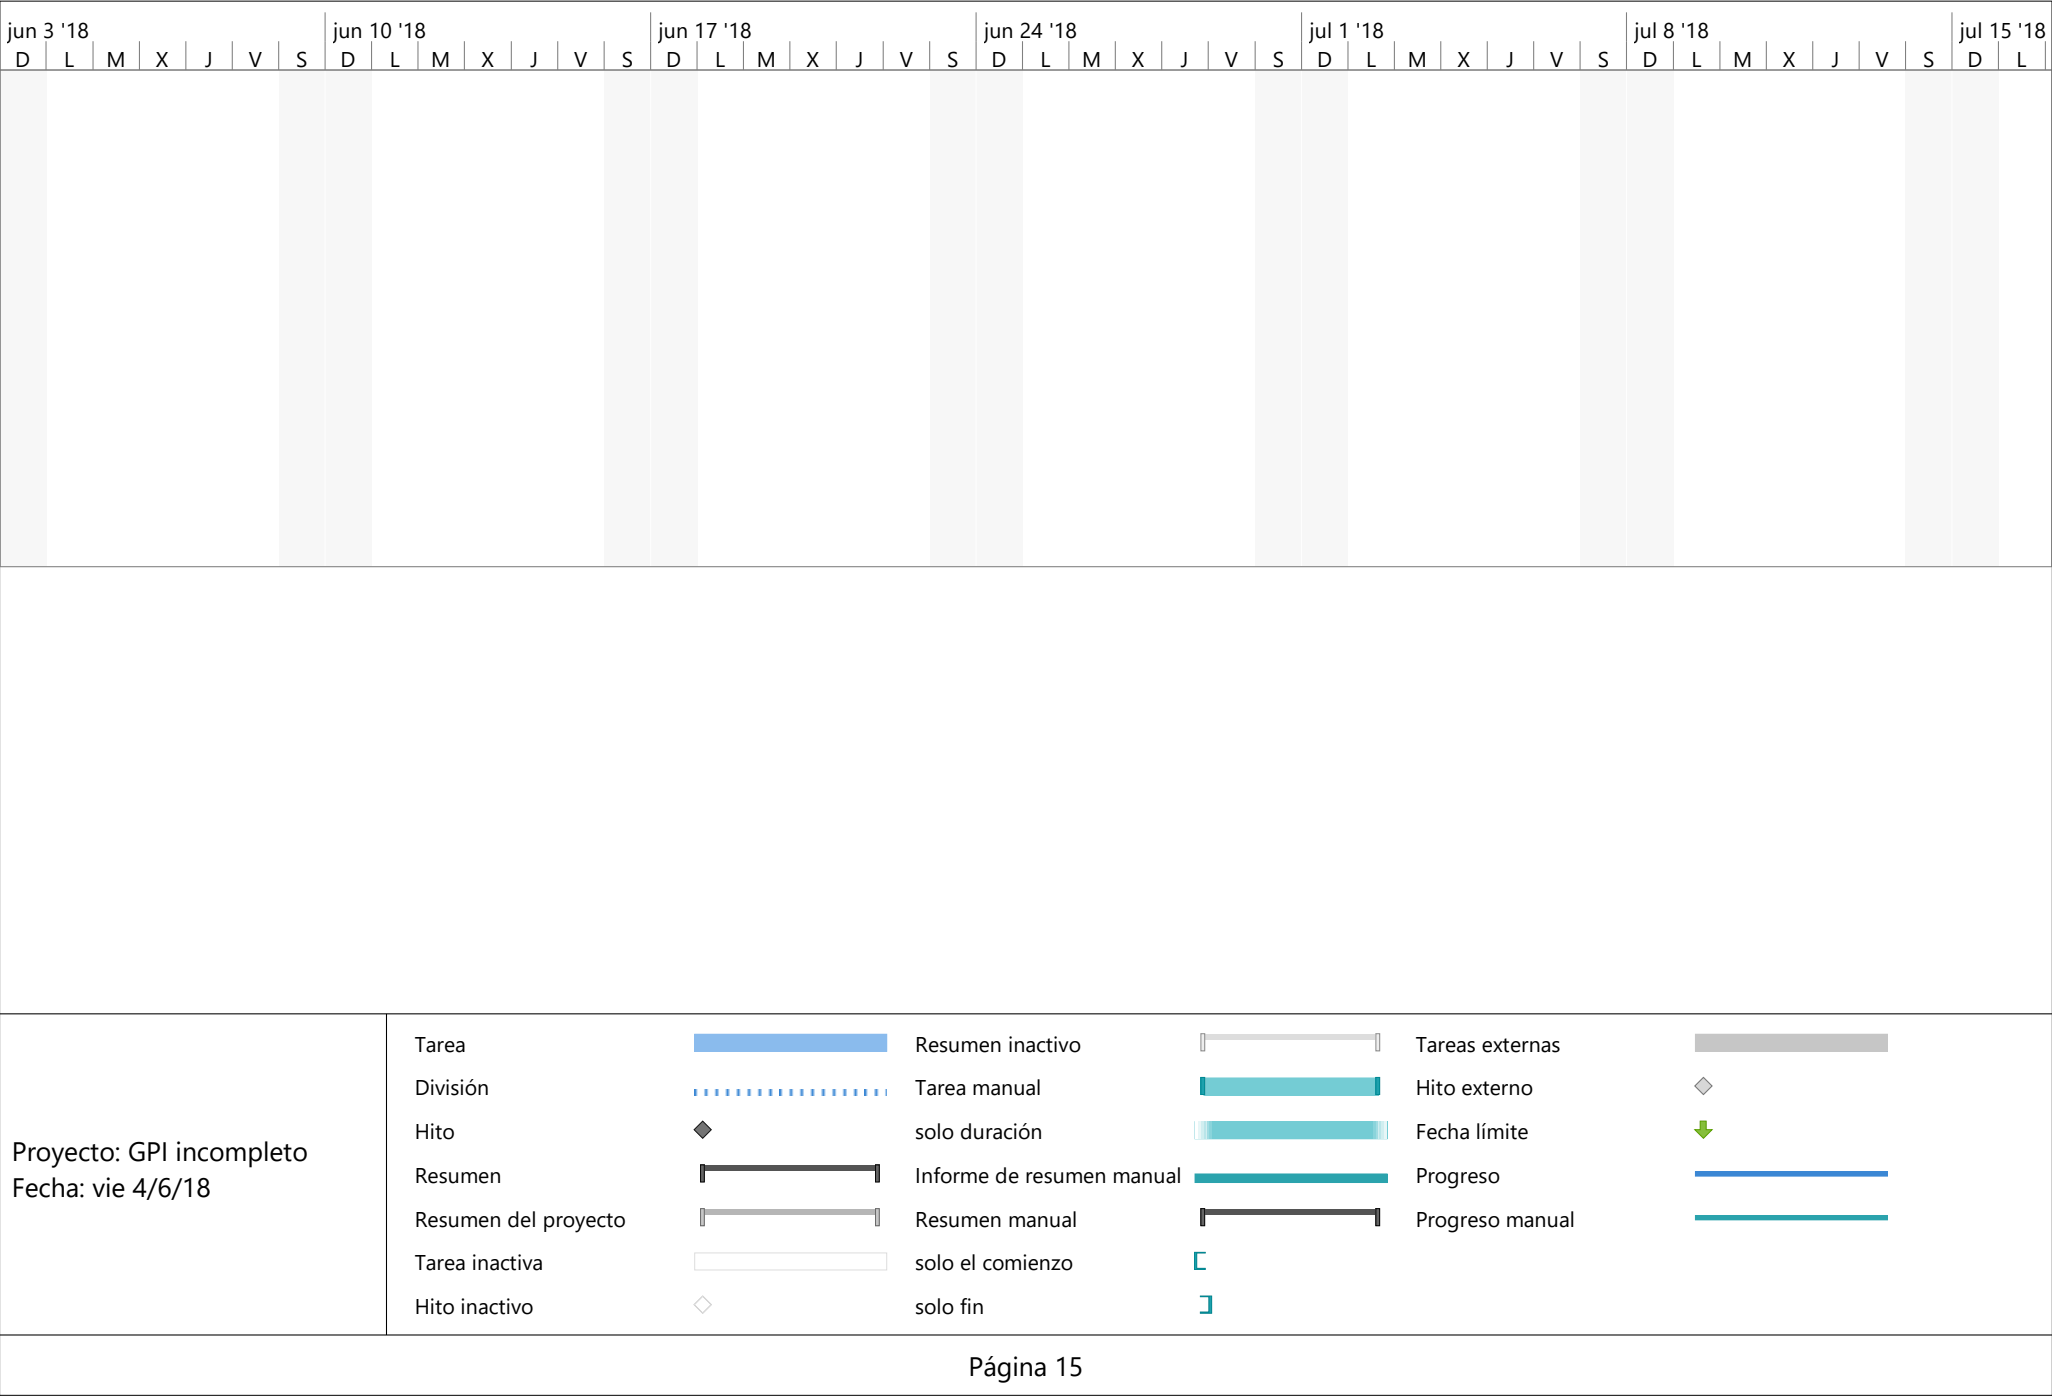 jun 3 '18 jun 10 '18 jun 17 '18 jun 24 '18 jul 1 '18 jul 8 '18 jul 15 '18
D L M X J V S D L M X J V S D L M X J V S D L M X J V S D L M X J V S D L M X J V S D L
Tarea Resumen inactivo Tareas externas
División Tarea manual Hito externo
Hito solo duración Fecha límite
Proyecto: GPI incompleto
Fecha: vie 4/6/18
Resumen Informe de resumen manual Progreso
Resumen del proyecto Resumen manual Progreso manual
Tarea inactiva solo el comienzo
Hito inactivo solo fin
Página 15